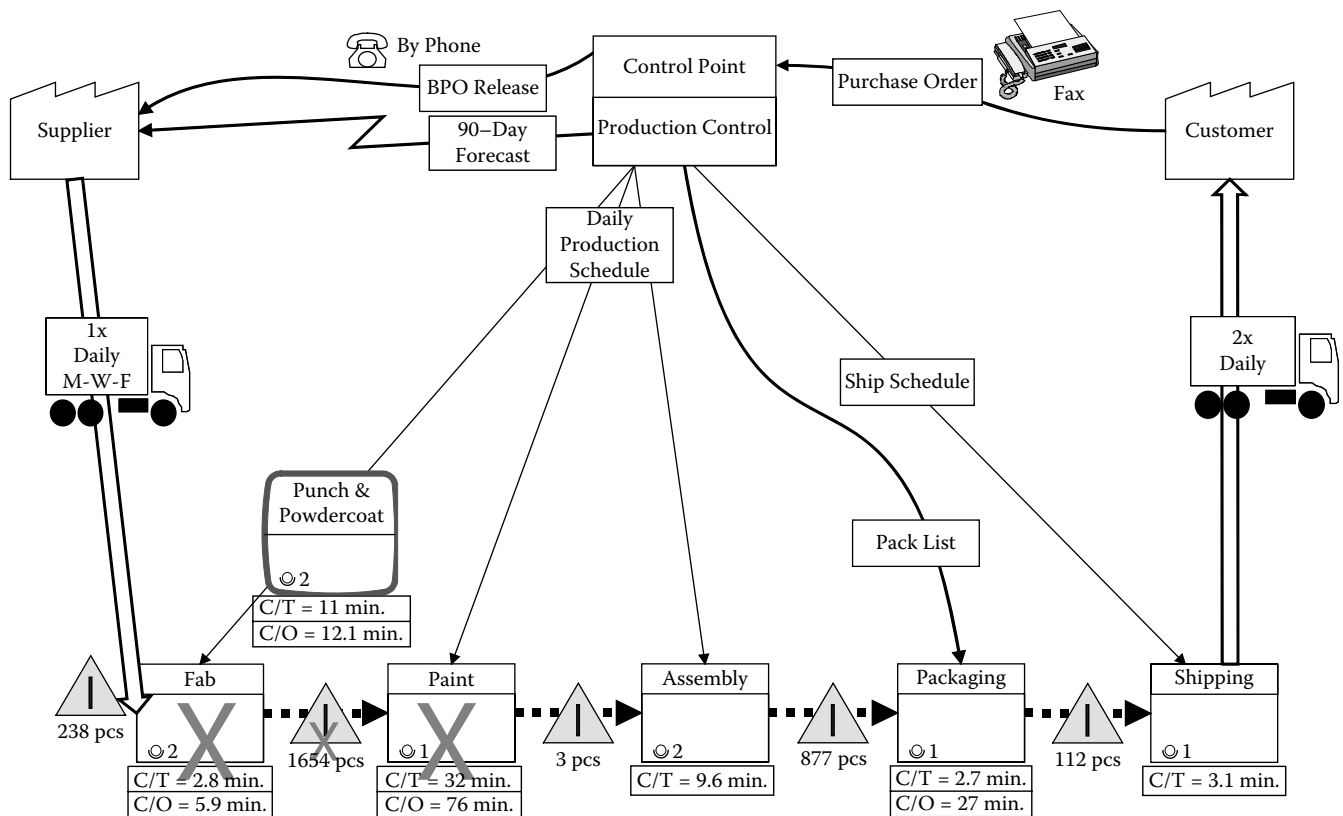 By Phone
BPO Release
Control Point
Purchase Order
Fax
Supplier
90–Day
Forecast
Production Control
Customer
Daily
Production
Schedule
1x
Daily
M-W-F
2x
Daily
Ship Schedule
Punch &
Powdercoat
2
C/T = 11 min.
C/O = 12.1 min.
Pack List
I
238 pcs
Fab
X
2
C/T = 2.8 min.
C/O = 5.9 min.
I
X
1654 pcs
Paint
X
1
C/T = 32 min.
C/O = 76 min.
I
3 pcs
Assembly
2
C/T = 9.6 min.
I
877 pcs
Packaging
1
C/T = 2.7 min.
C/O = 27 min.
I
112 pcs
Shipping
1
C/T = 3.1 min.